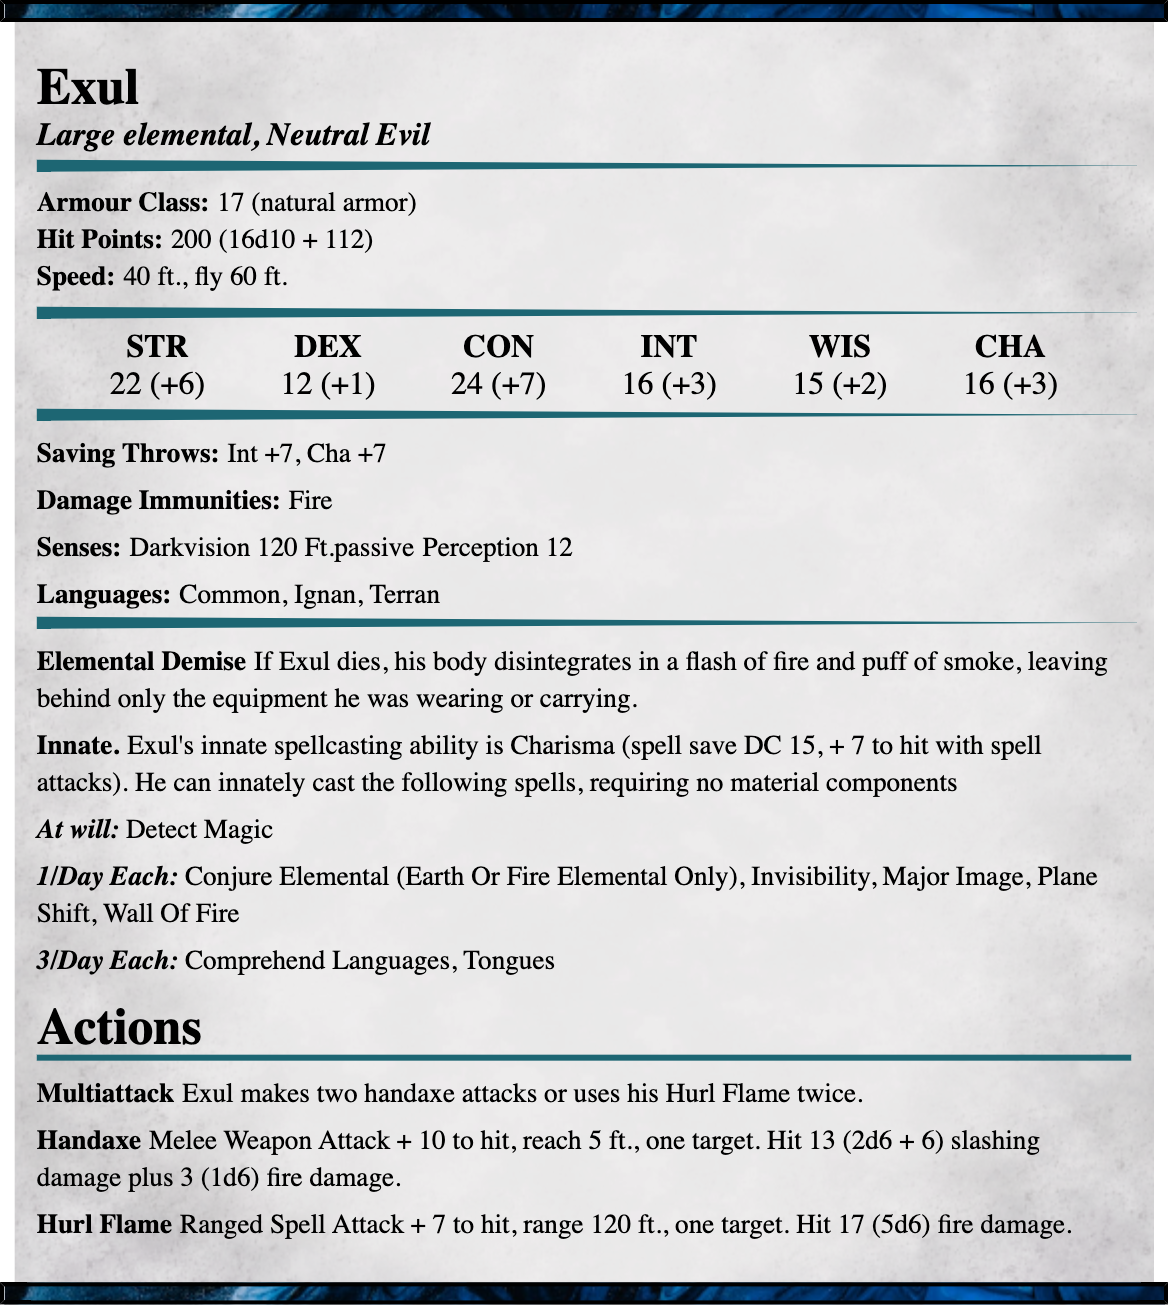 Exul
Large elemental, Neutral Evil
Armour Class: 17 (natural armor)
Hit Points: 200 (16d10 + 112)
Speed: 40 ft., fly 60 ft.
STR DEX CON INT WIS CHA
22 (+6) 12 (+1) 24 (+7) 16 (+3) 15 (+2) 16 (+3)
Saving Throws: Int +7, Cha +7
Damage Immunities: Fire
Senses: Darkvision 120 Ft.passive Perception 12
Languages: Common, Ignan, Terran
Elemental Demise If Exul dies, his body disintegrates in a flash of fire and puff of smoke, leaving
behind only the equipment he was wearing or carrying.
Innate. Exul's innate spellcasting ability is Charisma (spell save DC 15, + 7 to hit with spell
attacks). He can innately cast the following spells, requiring no material components
At will: Detect Magic
1/Day Each: Conjure Elemental (Earth Or Fire Elemental Only), Invisibility, Major Image, Plane
Shift, Wall Of Fire
3/Day Each: Comprehend Languages, Tongues
Actions
Multiattack Exul makes two handaxe attacks or uses his Hurl Flame twice.
Handaxe Melee Weapon Attack + 10 to hit, reach 5 ft., one target. Hit 13 (2d6 + 6) slashing
damage plus 3 (1d6) fire damage.
Hurl Flame Ranged Spell Attack + 7 to hit, range 120 ft., one target. Hit 17 (5d6) fire damage.